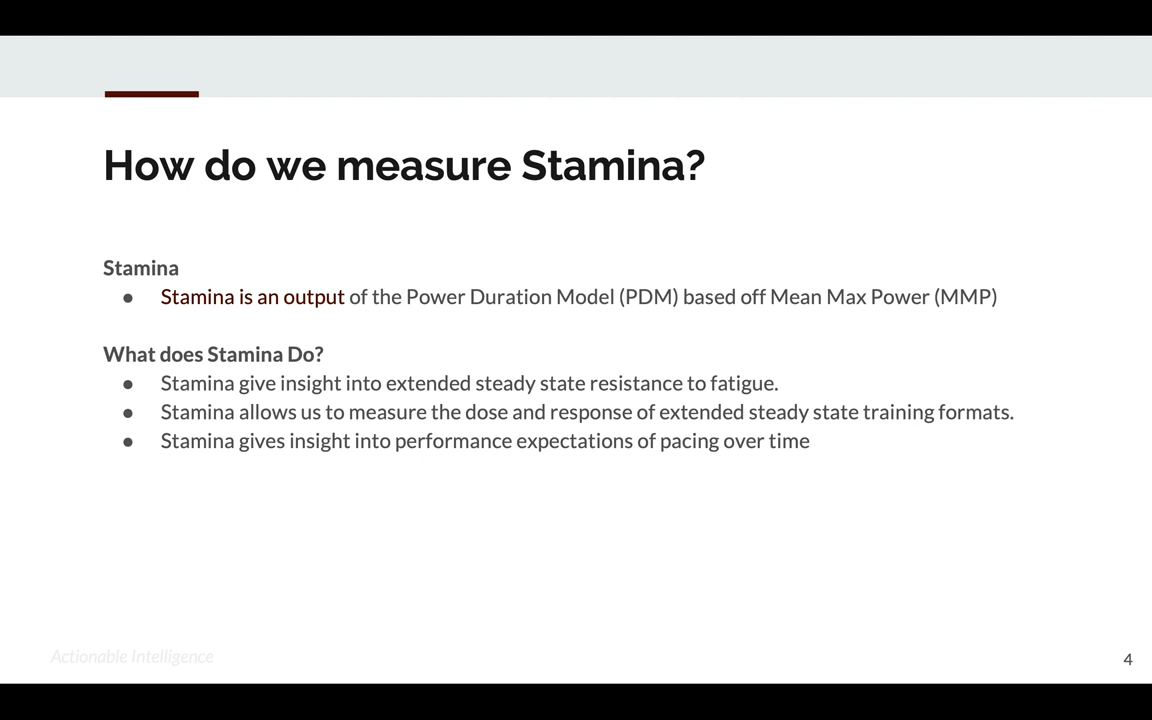 How do we measure Stamina?
Stamina
● Stamina is an output of the Power Duration Model (PDM) based off Mean Max Power (MMP)
What does Stamina Do?
● Stamina give insight into extended steady state resistance to fatigue.
● Stamina allows us to measure the dose and response of extended steady state training formats.
● Stamina gives insight into performance expectations of pacing over time
Actionable Intelligence
4